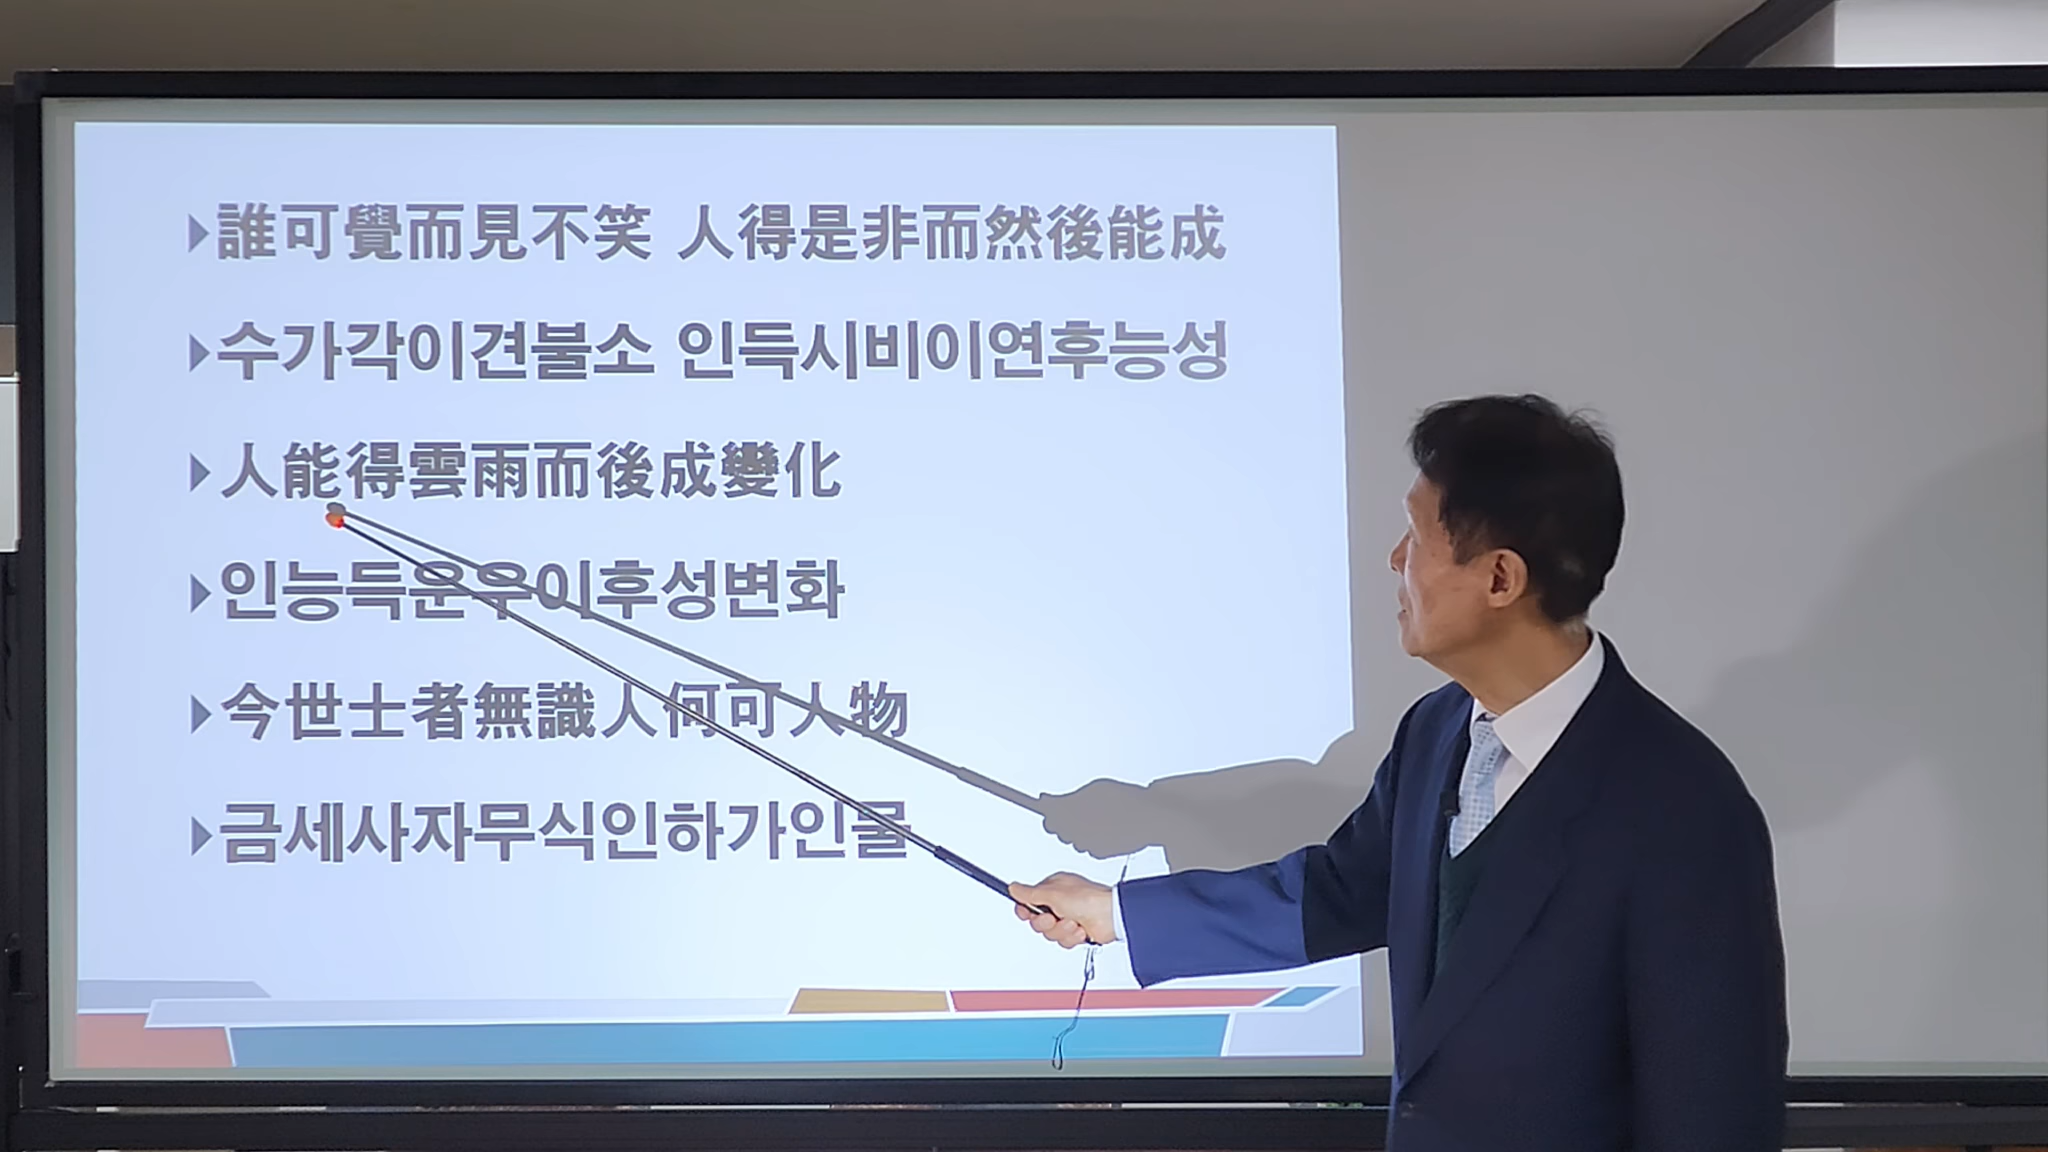 誰可覺而見不笑 人得是非而然後能成
수가각이견불소 인득시비이연후능성
人能得雲雨而後成變化
인능득운우이후성변화
今世士者無識人何可人物
금세사자무식인하가인물